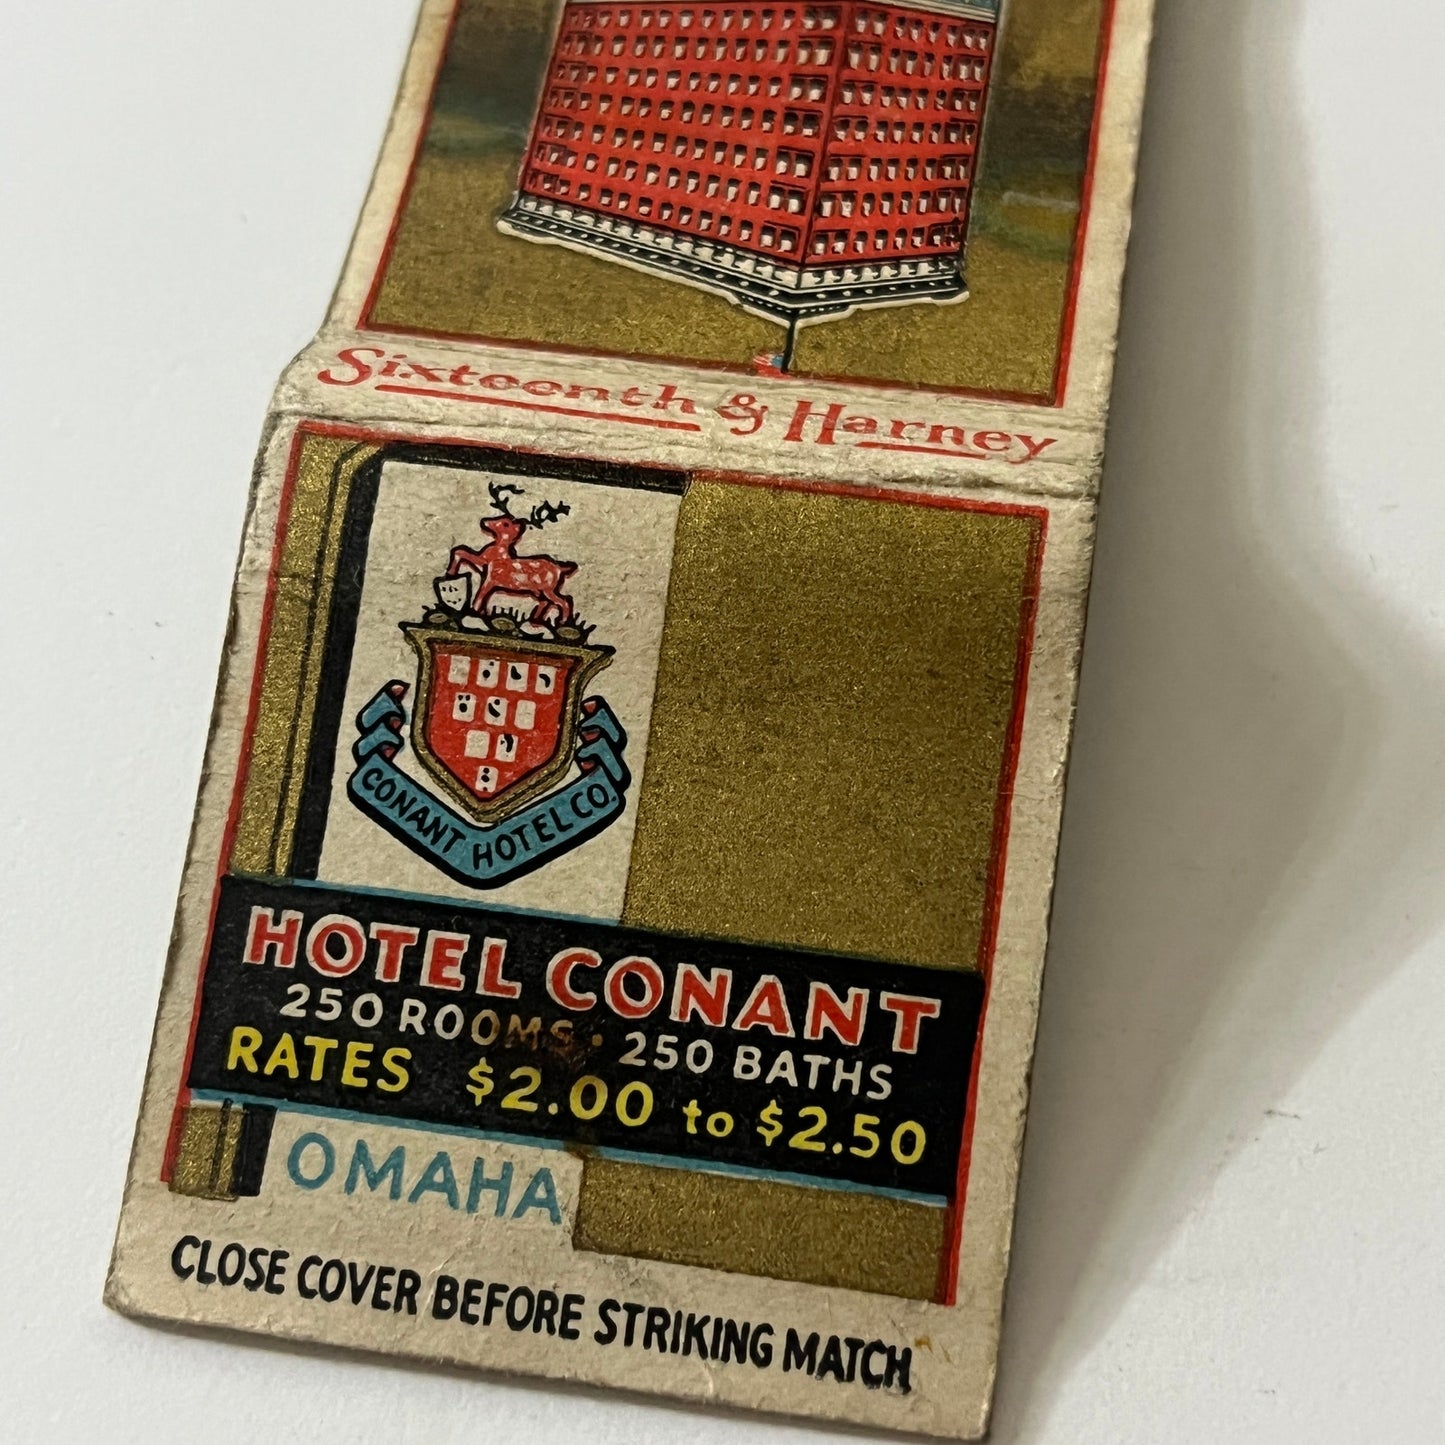 Sixteenth & Harney
CONANT HOTEL CO.
HOTEL CONANT
250 ROOMS · 250 BATHS
RATES $2.00 to $2.50
OMAHA
CLOSE COVER BEFORE STRIKING MATCH